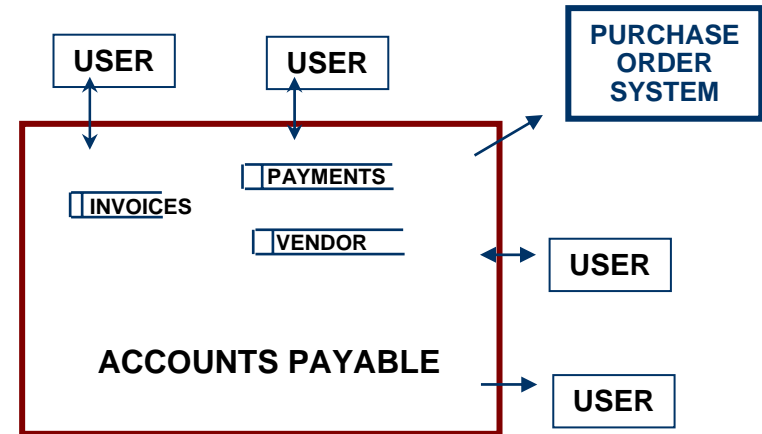 USER
USER
PURCHASE
ORDER
SYSTEM
PAYMENTS
INVOICES
VENDOR
USER
ACCOUNTS PAYABLE
USER